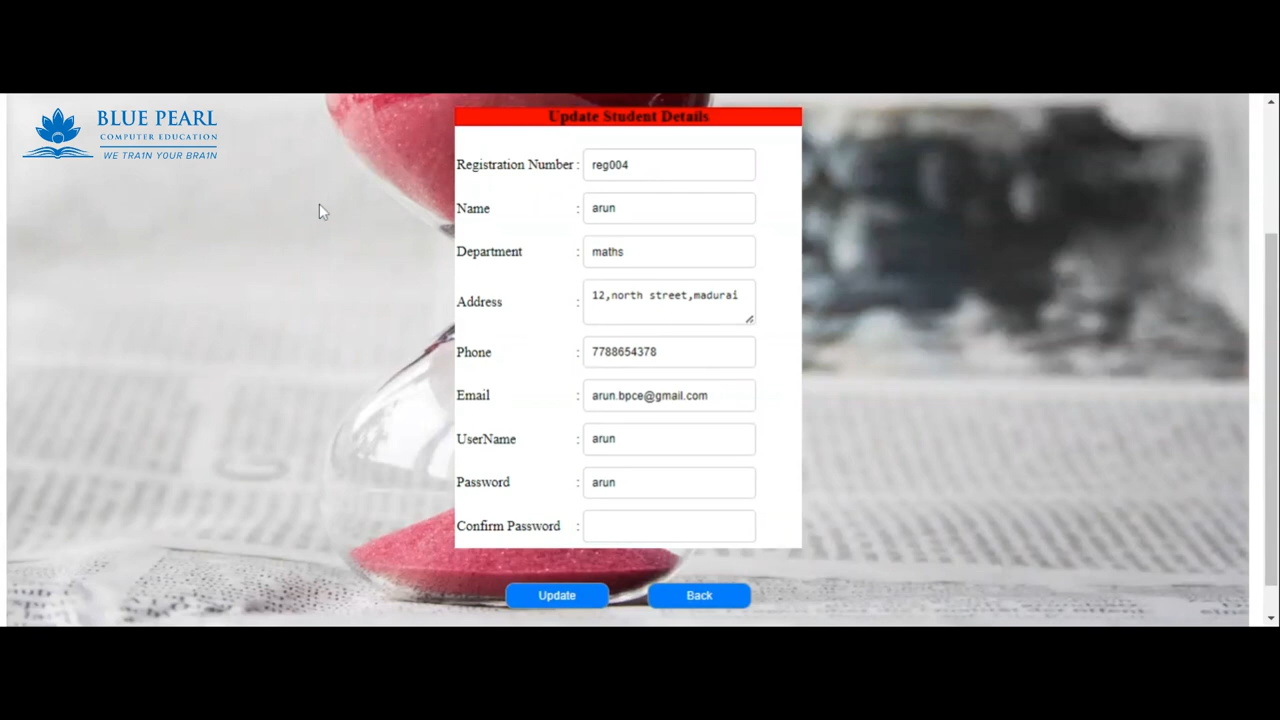 BLUE PEARL
COMPUTER EDUCATION
WE TRAIN YOUR BRAIN
Update Student Details
Registration Number : reg004
Name : arun
Department : maths
Address : 12,north street,madurai
Phone : 7788654378
Email : arun.bpce@gmail.com
UserName : arun
Password : arun
Confirm Password :
Update Back